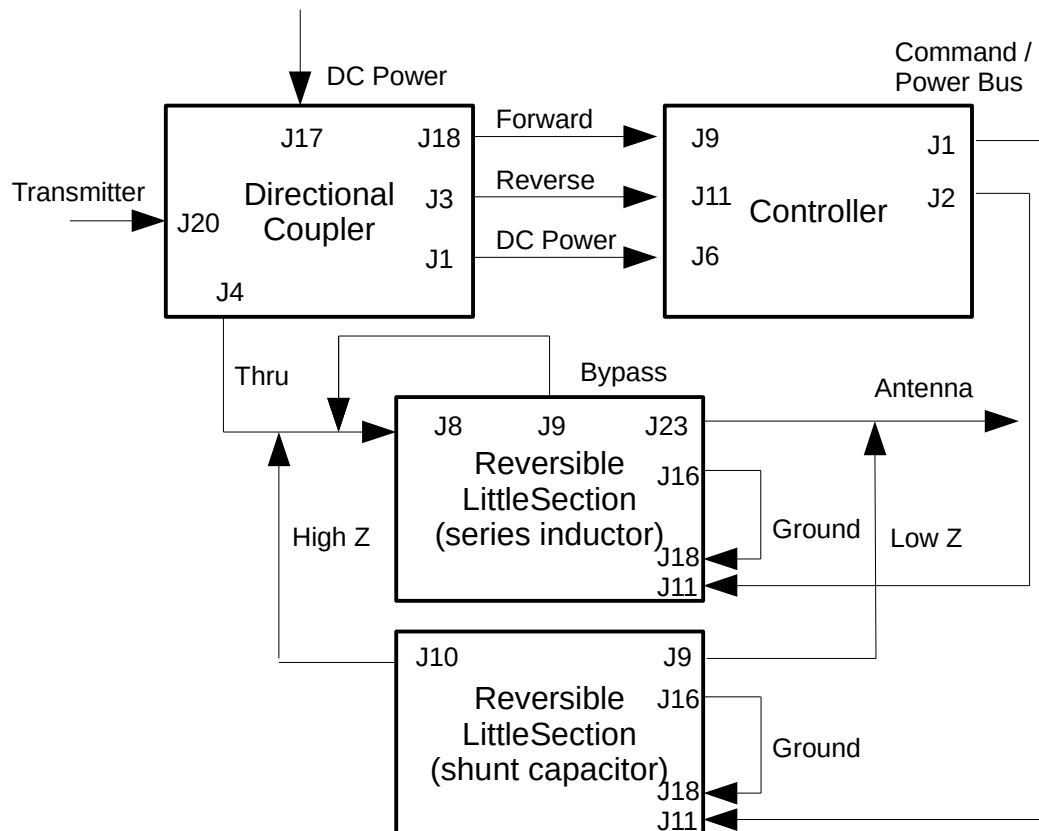 Command /
Power Bus
DC Power
J17
J18
Forward
J9
J1
Transmitter
J20
Directional
Coupler
J3
Reverse
J11
Controller
J2
J1
DC Power
J6
J4
Thru
Bypass
Antenna
J8
J9
J23
Reversible
LittleSection
(series inductor)
J16
High Z
Ground
Low Z
J18
J11
J10
J9
Reversible
LittleSection
(shunt capacitor)
J16
Ground
J18
J11